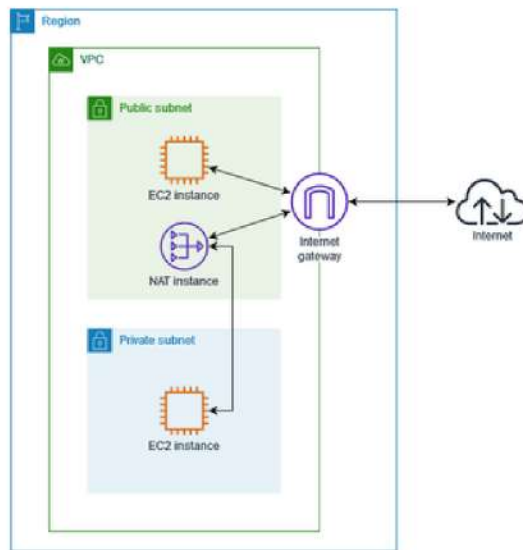 Region
VPC
Public subnet
EC2 instance
Internet
gateway
Internet
NAT instance
Private subnet
EC2 instance